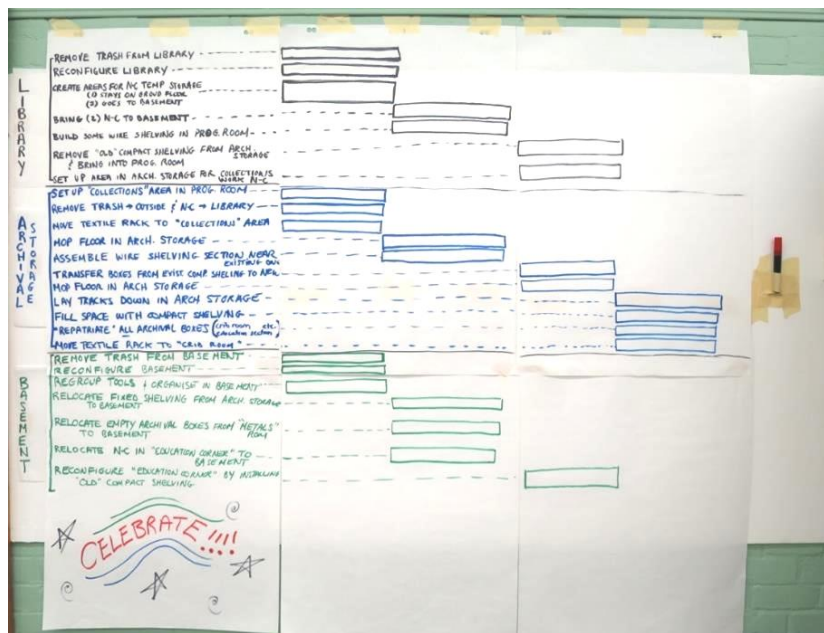 LIBRARY
REMOVE TRASH FROM LIBRARY
RECONFIGURE LIBRARY
CREATE AREAS FOR N-C TEMP STORAGE
(1) STAYS ON GROUND FLOOR
(2) GOES TO BASEMENT
BRING (2) N-C TO BASEMENT
BUILD SOME WIRE SHELVING IN PROG. ROOM
REMOVE "OLD" COMPACT SHELVING FROM ARCH. STORAGE
& BRING INTO PROG. ROOM
SET UP AREA IN ARCH. STORAGE FOR COLLECTIONS
WORK N-C
ARCHIVAL STORAGE
SET UP "COLLECTIONS" AREA IN PROG. ROOM
REMOVE TRASH → OUTSIDE & N-C → LIBRARY
MOVE TEXTILE RACK TO "COLLECTIONS" AREA
MOP FLOOR IN ARCH. STORAGE
ASSEMBLE WIRE SHELVING SECTION NEAR
EXISTENT ONE
TRANSFER BOXES FROM EXIST COMP. SHELVING TO NEW
MOP FLOOR IN ARCH STORAGE
LAY TRACKS DOWN IN ARCH STORAGE
FILL SPACE WITH COMPACT SHELVING
"REPATRIATE" ALL ARCHIVAL BOXES (crib room etc. education section)
MOVE TEXTILE RACK TO "CRIB ROOM"
BASEMENT
REMOVE TRASH FROM BASEMENT
RECONFIGURE BASEMENT
REGROUP TOOLS & ORGANISE IN BASEMENT
RELOCATE FIXED SHELVING FROM ARCH. STORAGE
TO BASEMENT
RELOCATE EMPTY ARCHIVAL BOXES FROM "METALS" ROOM
TO BASEMENT
RELOCATE N-C IN "EDUCATION CORNER" TO
BASEMENT
RECONFIGURE "EDUCATION CORNER" BY INSTALLING
"OLD" COMPACT SHELVING
CELEBRATE!!!!